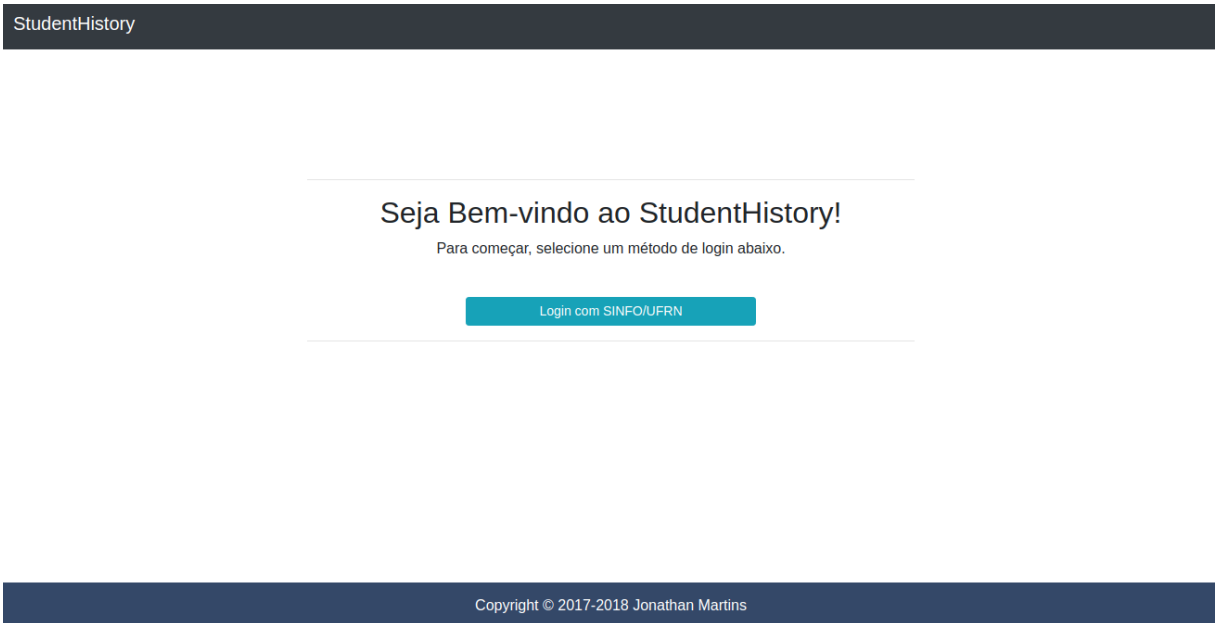 StudentHistory
Seja Bem-vindo ao StudentHistory!
Para começar, selecione um método de login abaixo.
Login com SINFO/UFRN
Copyright © 2017-2018 Jonathan Martins